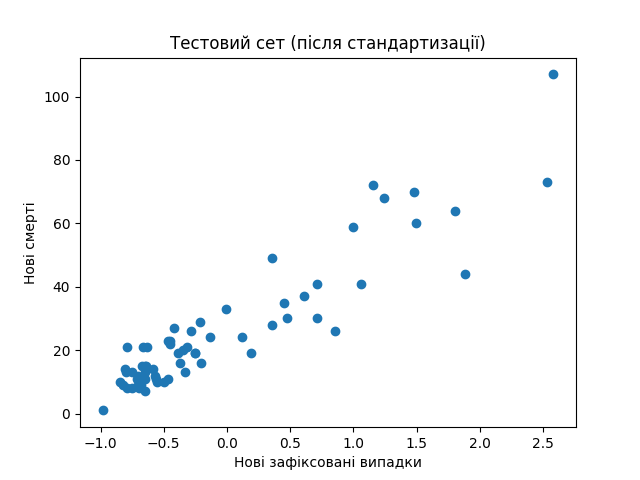 Тестовий сет (після стандартизації)
100
80
60
40
20
0
Нові смерті
−1.0 −0.5 0.0 0.5 1.0 1.5 2.0 2.5
Нові зафіксовані випадки